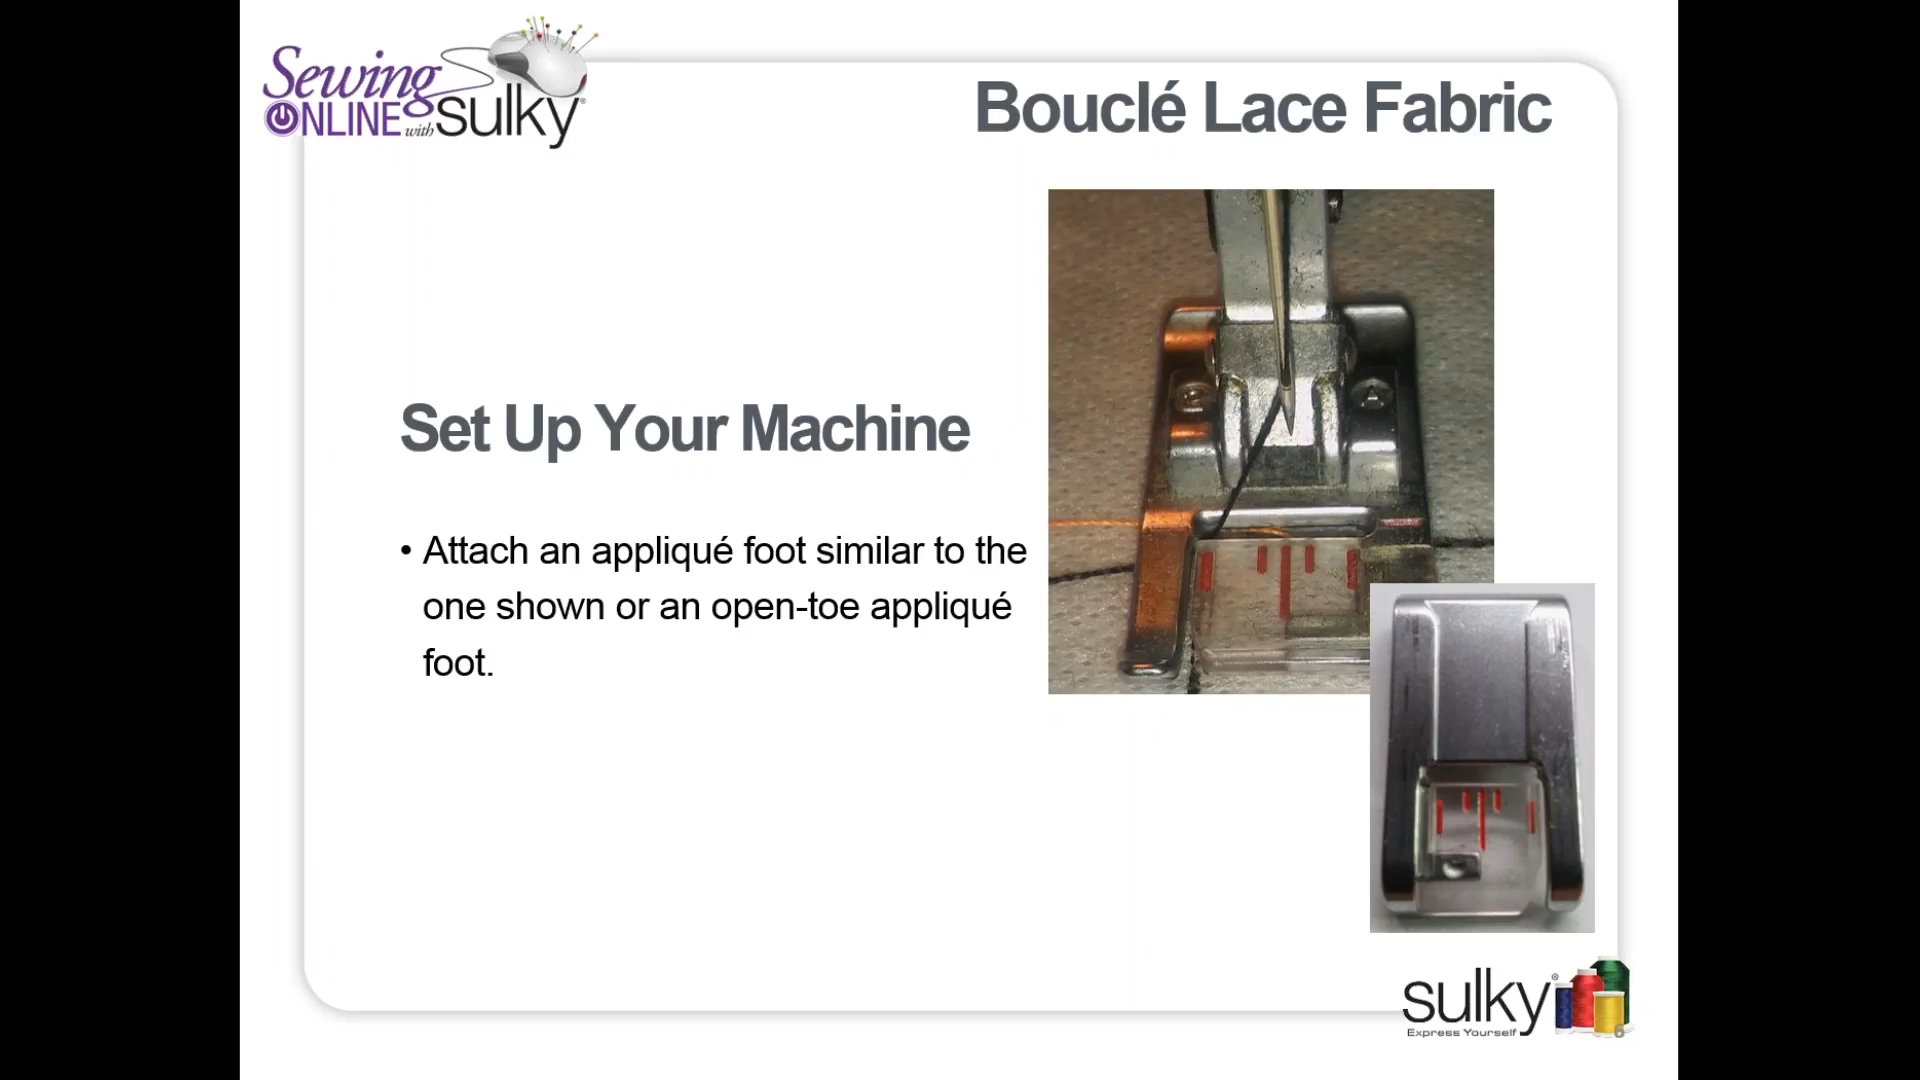 Sewing
ONLINE with sulky®
Bouclé Lace Fabric
Set Up Your Machine
• Attach an appliqué foot similar to the
one shown or an open-toe appliqué
foot.
sulky®
Express Yourself
6